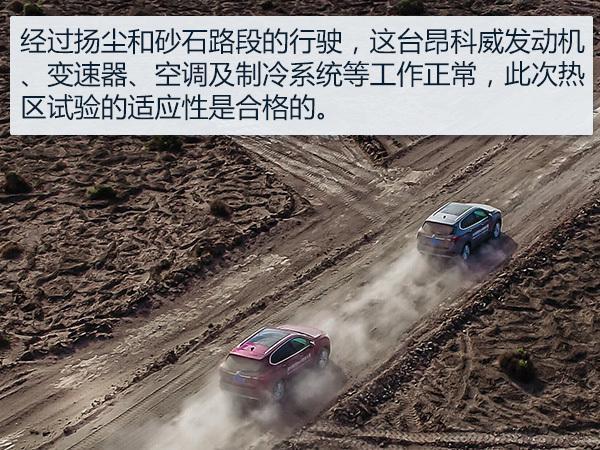 经过扬尘和砂石路段的行驶，这台昂科威发动机
、变速器、空调及制冷系统等工作正常，此次热
区试验的适应性是合格的。